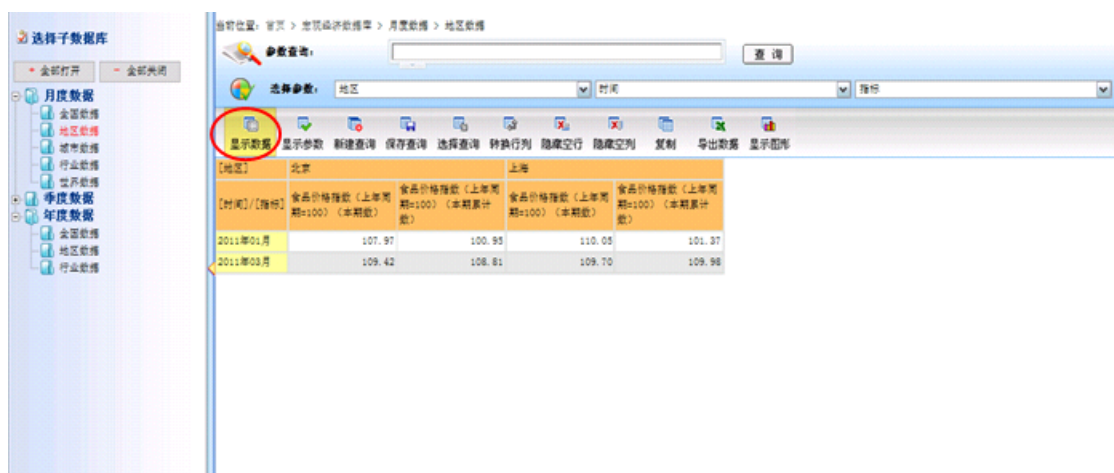 当前位置: 首页 > 宏观经济数据库 > 月度数据 > 地区数据
选择子数据库
全部打开
全部关闭
月度数据
全国数据
地区数据
城市数据
行业数据
世界数据
季度数据
年度数据
全国数据
地区数据
行业数据
参数查询:
查 询
选择参数: 地区 时间 指标
显示数据 显示参数 新建查询 保存查询 选择查询 转换行列 隐藏空行 隐藏空列 复制 导出数据 显示图形
[地区] 北京 上海
[时间]/[指标] 食品价格指数(上年同期=100)(本期数) 食品价格指数(上年同期=100)(本期累计数) 食品价格指数(上年同期=100)(本期数) 食品价格指数(上年同期=100)(本期累计数)
2011年01月 107.97 100.95 110.05 101.37
2011年03月 109.42 108.81 109.70 109.98